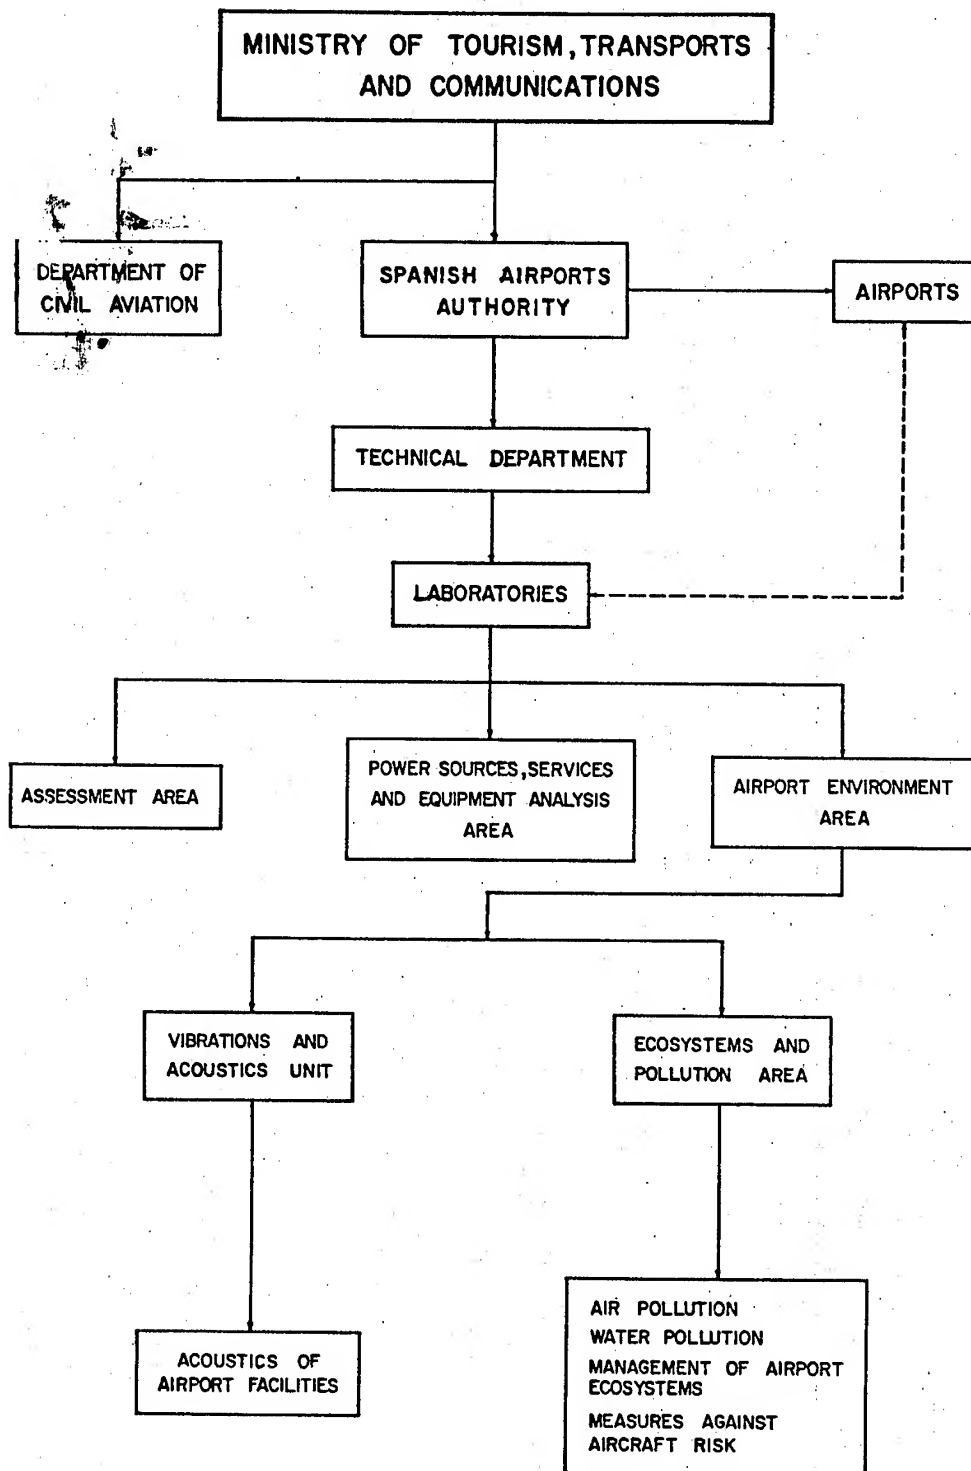 MINISTRY OF TOURISM, TRANSPORTS
AND COMMUNICATIONS
DEPARTMENT OF
CIVIL AVIATION
SPANISH AIRPORTS
AUTHORITY
AIRPORTS
TECHNICAL DEPARTMENT
LABORATORIES
ASSESSMENT AREA
POWER SOURCES, SERVICES
AND EQUIPMENT ANALYSIS
AREA
AIRPORT ENVIRONMENT
AREA
VIBRATIONS AND
ACOUSTICS UNIT
ECOSYSTEMS AND
POLLUTION AREA
ACOUSTICS OF
AIRPORT FACILITIES
AIR POLLUTION
WATER POLLUTION
MANAGEMENT OF AIRPORT
ECOSYSTEMS
MEASURES AGAINST
AIRCRAFT RISK